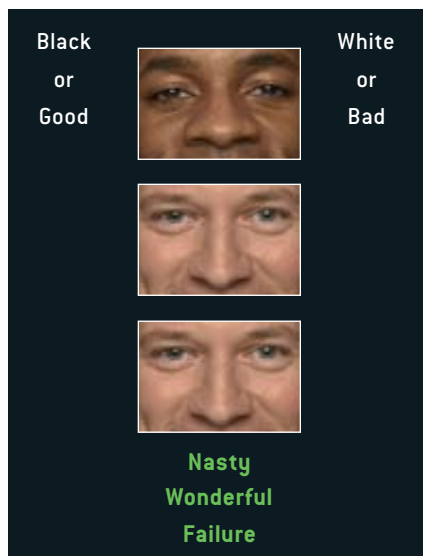 Black
or
Good
White
or
Bad
Nasty
Wonderful
Failure